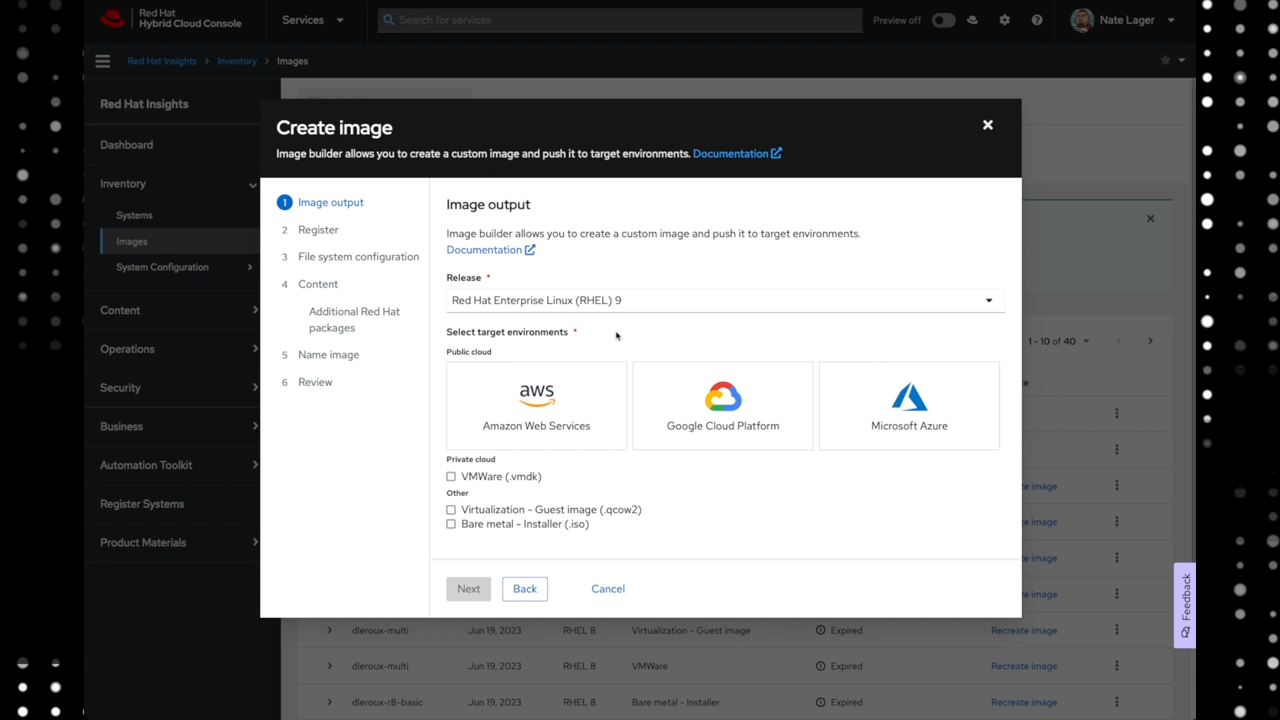 Red Hat
Hybrid Cloud Console
Services
Search for services
Preview off
Nate Lager
Red Hat Insights
Inventory
Images
Red Hat Insights
Dashboard
Inventory
Systems
Images
System Configuration
Content
Operations
Security
Business
Automation Toolkit
Register Systems
Product Materials
Create image
Image builder allows you to create a custom image and push it to target environments. Documentation
1 Image output
2 Register
3 File system configuration
4 Content
Additional Red Hat
packages
5 Name image
6 Review
Image output
Image builder allows you to create a custom image and push it to target environments.
Documentation
Release *
Red Hat Enterprise Linux (RHEL) 9
Select target environments *
Public cloud
aws
Amazon Web Services
Google Cloud Platform
Microsoft Azure
Private cloud
VMWare (.vmdk)
Other
Virtualization - Guest image (.qcow2)
Bare metal - Installer (.iso)
Next
Back
Cancel
1 - 10 of 40
Feedback
dleroux-multi Jun 19, 2023 RHEL 8 Virtualization - Guest image Expired Recreate image
dleroux-multi Jun 19, 2023 RHEL 8 VMWare Expired Recreate image
dleroux-r8-basic Jun 19, 2023 RHEL 8 Bare metal - Installer Expired Recreate image